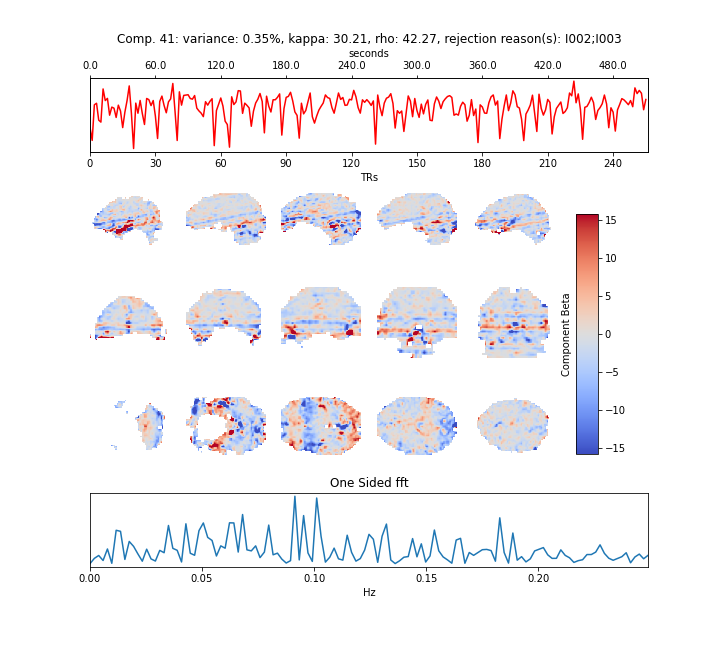 Comp. 41: variance: 0.35%, kappa: 30.21, rho: 42.27, rejection reason(s): I002;I003
seconds
0.0 60.0 120.0 180.0 240.0 300.0 360.0 420.0 480.0
0 30 60 90 120 150 180 210 240
TRs
15
10
5
0
−5
−10
−15
Component Beta
One Sided fft
0.00 0.05 0.10 0.15 0.20
Hz